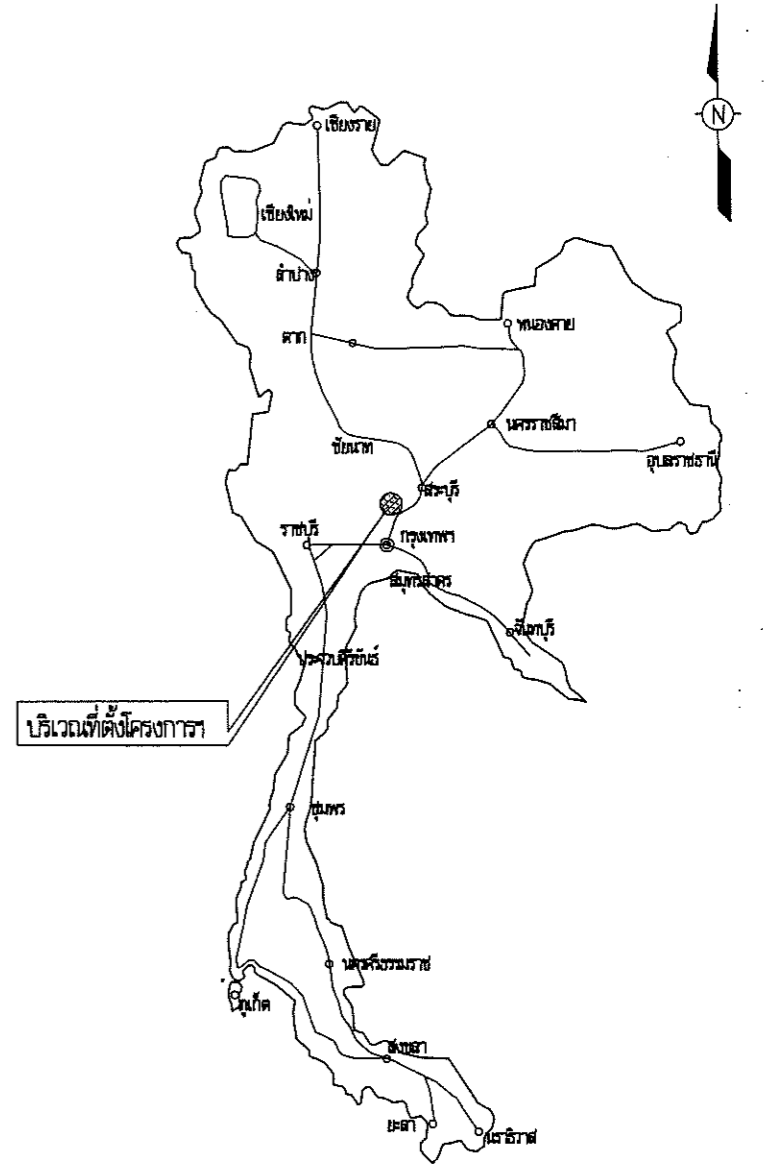 N
เชียงราย
เชียงใหม่
ลำปาง
หนองคาย
ตาก
นครราชสีมา
ชัยนาท
อุบลราชธานี
สระบุรี
ราชบุรี
กรุงเทพฯ
สมุทรสาคร
จันทบุรี
ประจวบคีรีขันธ์
บริเวณที่ตั้งโครงการฯ
ชุมพร
นครศรีธรรมราช
ภูเก็ต
สงขลา
ยะลา
นราธิวาส